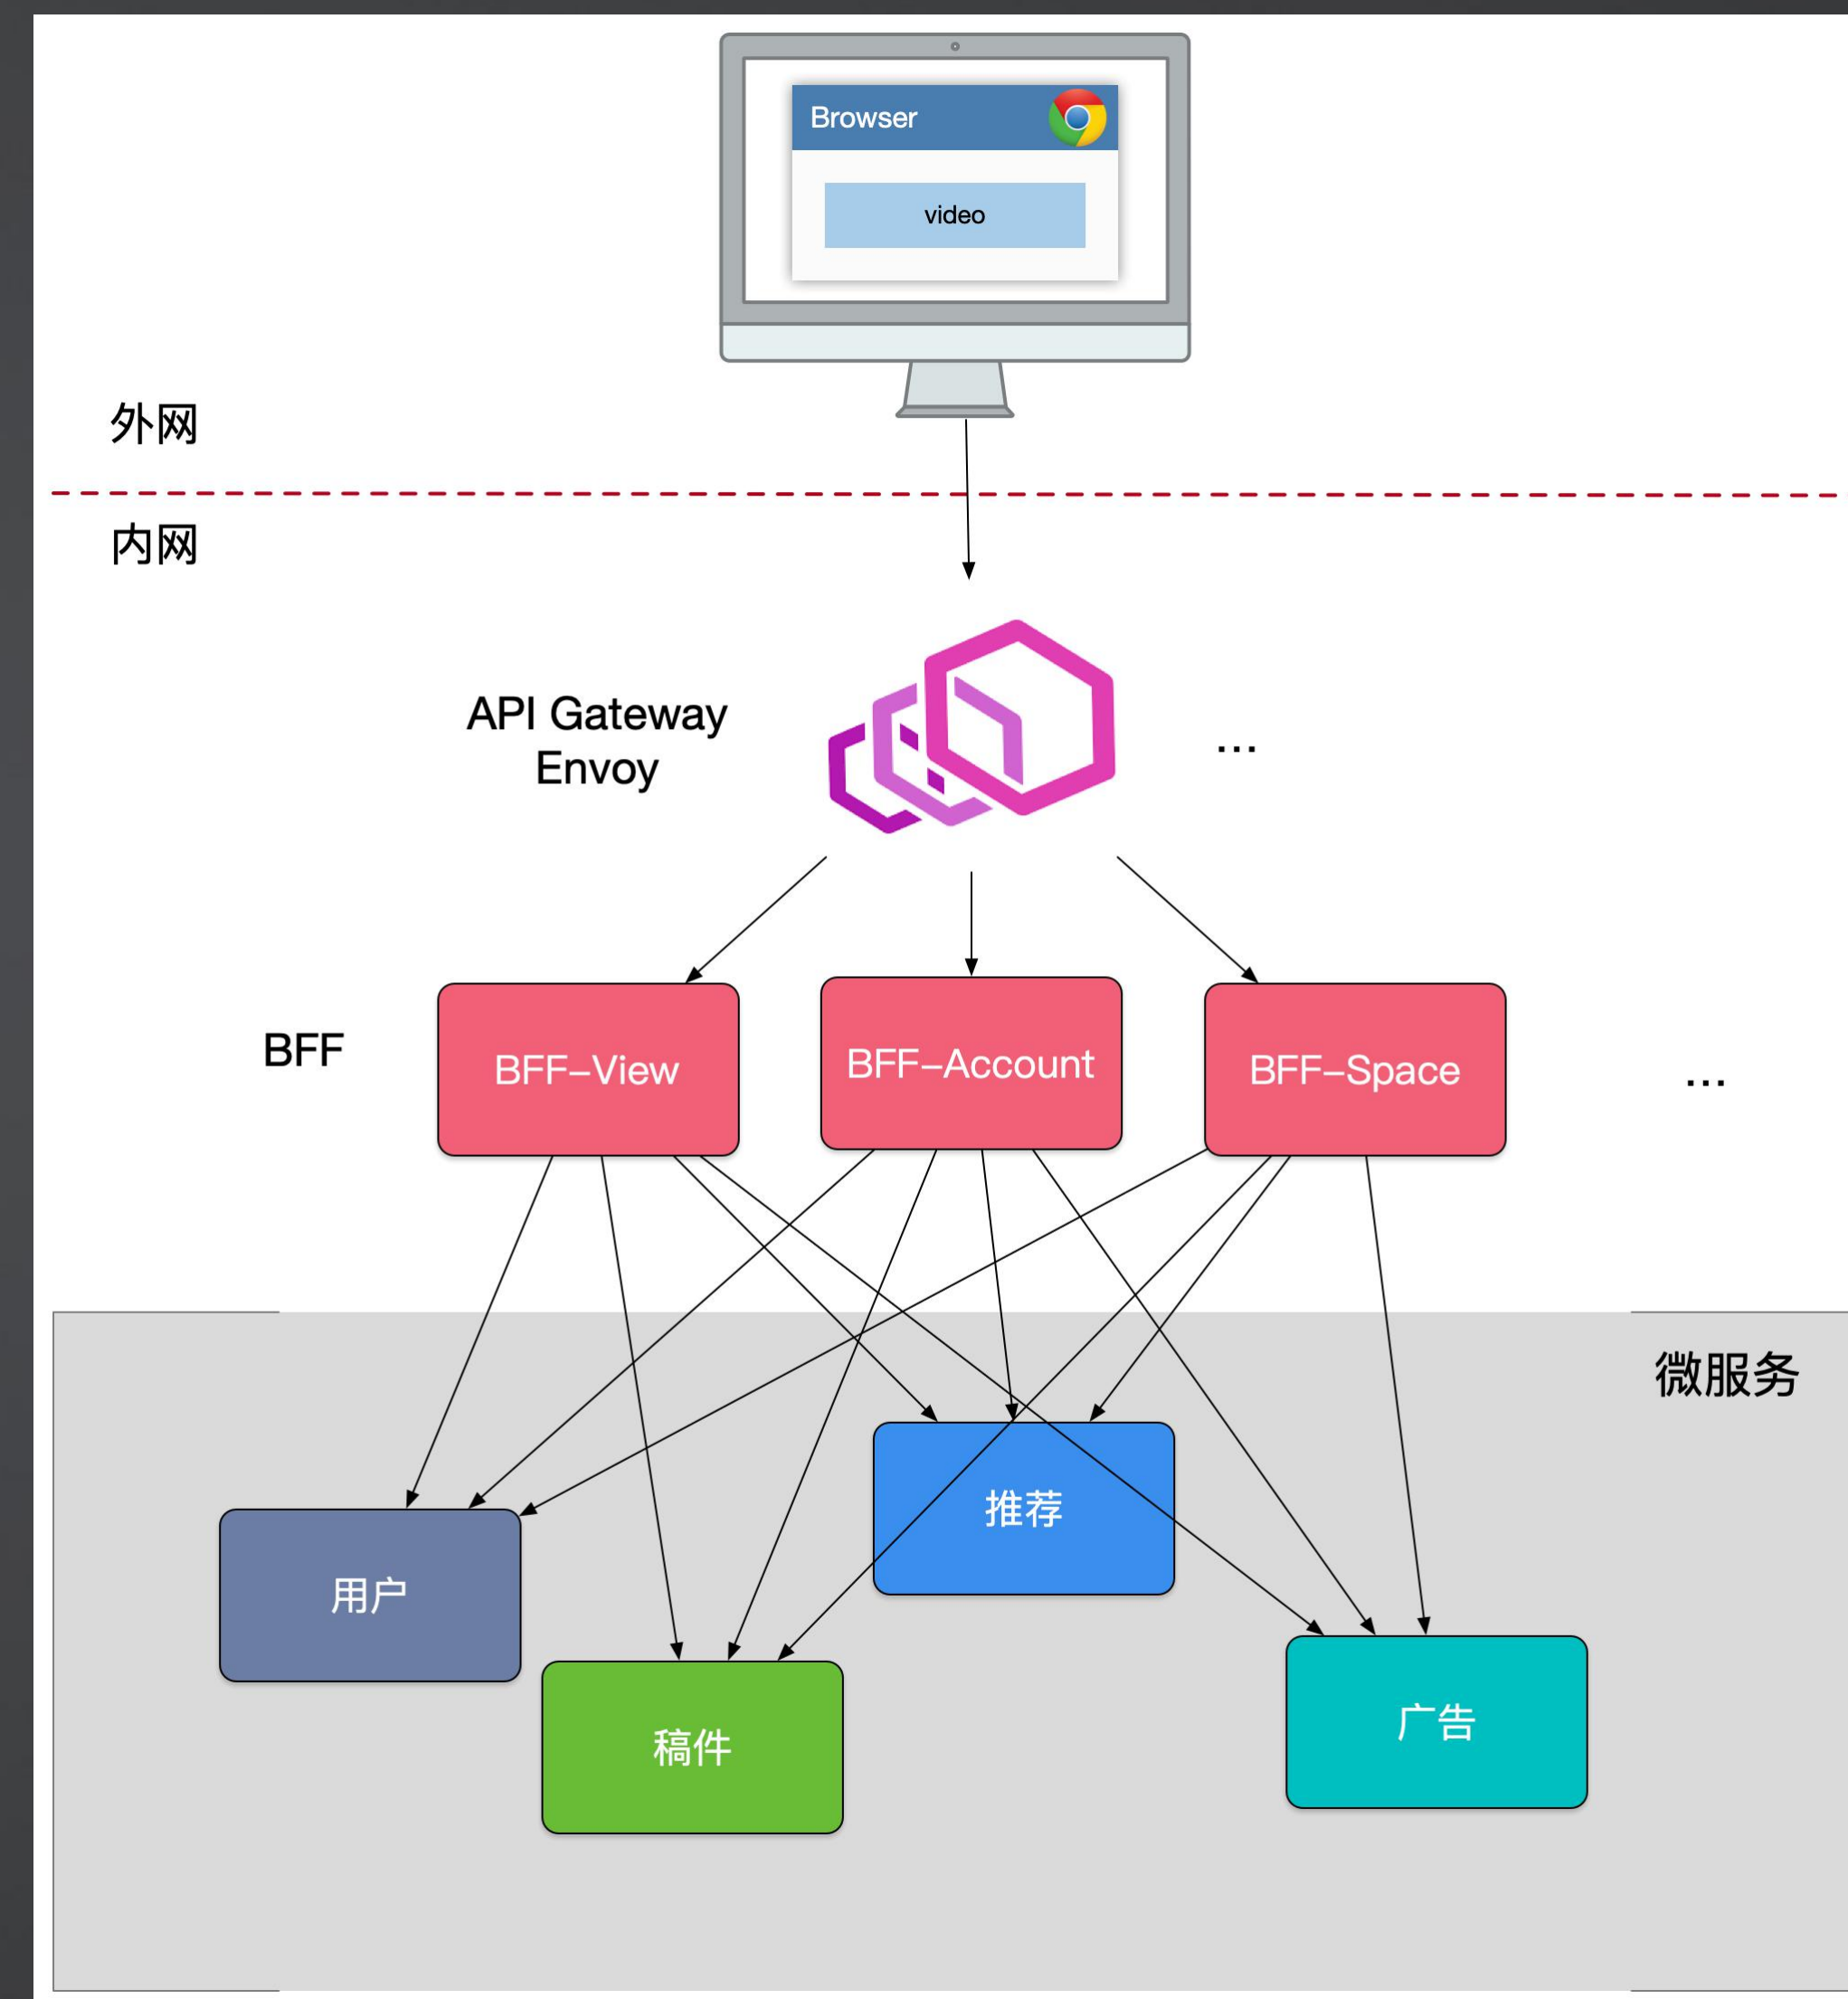 Browser
video
外网
内网
API Gateway
Envoy
...
BFF
BFF–View
BFF–Account
BFF–Space
...
微服务
推荐
用户
稿件
广告